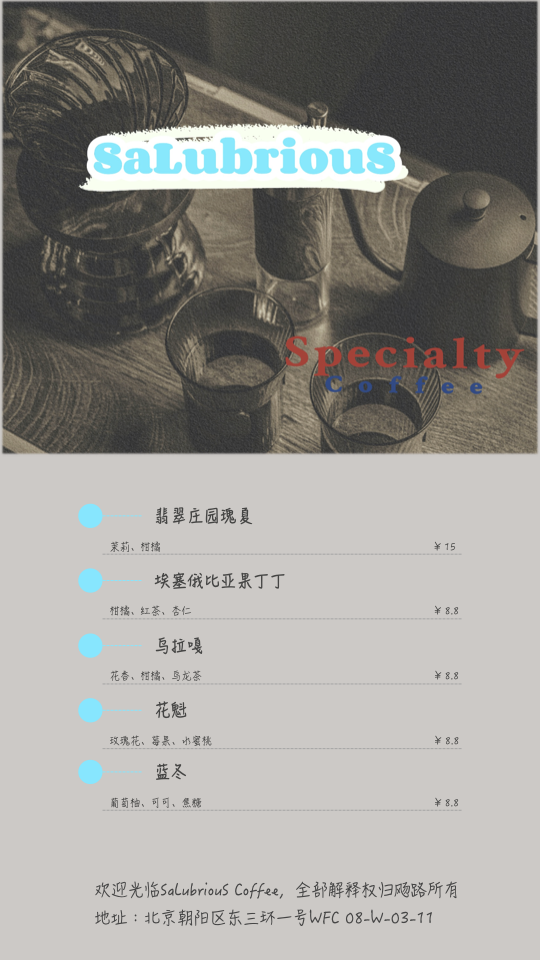 SaLubriouS
Specialty
Coffee
翡翠庄园瑰夏
茉莉、柑橘 ¥ 15
埃塞俄比亚果丁丁
柑橘、红茶、杏仁 ¥ 8.8
乌拉嘎
花香、柑橘、乌龙茶 ¥ 8.8
花魁
玫瑰花、莓果、水蜜桃 ¥ 8.8
蓝冬
葡萄柚、可可、焦糖 ¥ 8.8
欢迎光临SaLubriouS Coffee，全部解释权归飏路所有
地址：北京朝阳区东三环一号WFC 08-W-03-11